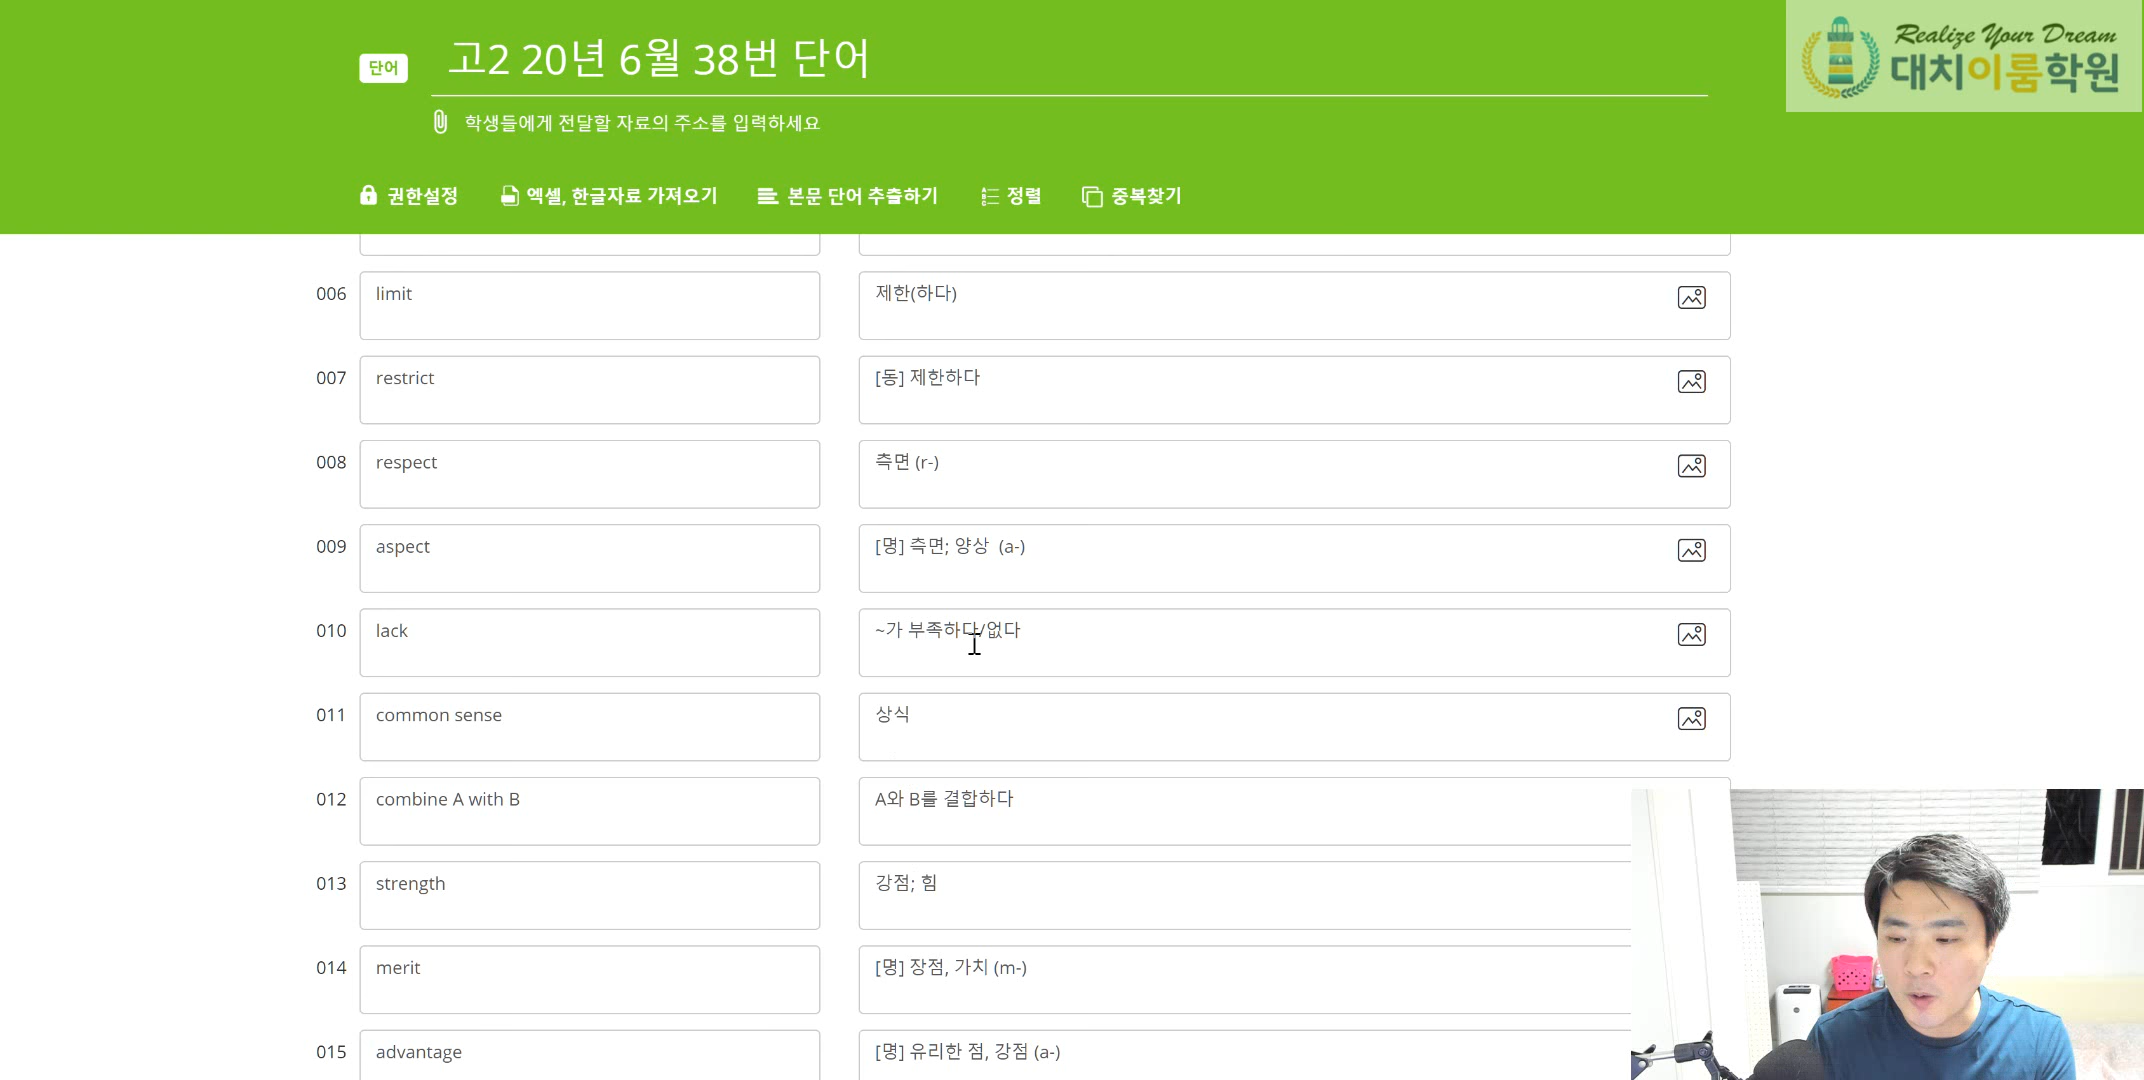 단어 고2 20년 6월 38번 단어
Realize Your Dream
대치이룸학원
학생들에게 전달할 자료의 주소를 입력하세요
권한설정 엑셀, 한글자료 가져오기 본문 단어 추출하기 정렬 중복찾기
006 limit 제한(하다)
007 restrict [동] 제한하다
008 respect 측면 (r-)
009 aspect [명] 측면; 양상 (a-)
010 lack ~가 부족하다/없다
011 common sense 상식
012 combine A with B A와 B를 결합하다
013 strength 강점; 힘
014 merit [명] 장점, 가치 (m-)
015 advantage [명] 유리한 점, 강점 (a-)